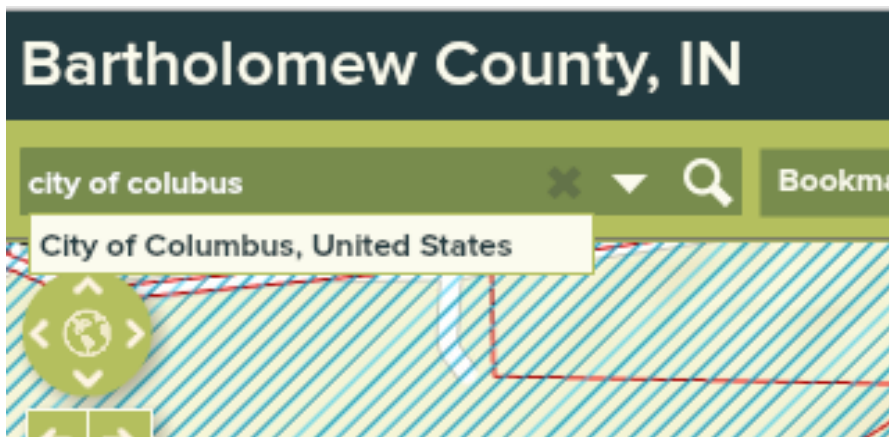 Bartholomew County, IN
city of colubus
Bookma
City of Columbus, United States